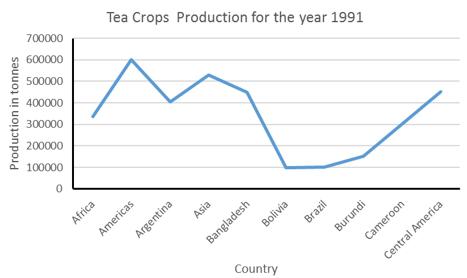 Tea Crops  Production for the year 1991
Production in tonnes
700000
600000
500000
400000
300000
200000
100000
0
Africa
Americas
Argentina
Asia
Bangladesh
Bolivia
Brazil
Burundi
Cameroon
Central America
Country